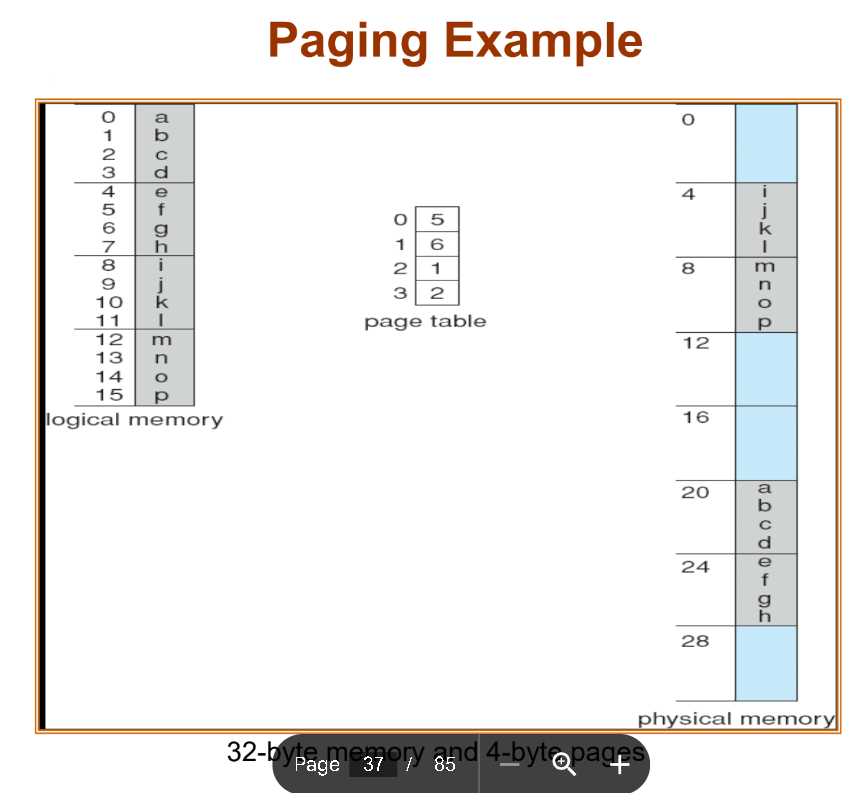 Paging Example
0 a
1 b
2 c
3 d
4 e
5 f
6 g
7 h
8 i
9 j
10 k
11 l
12 m
13 n
14 o
15 p
logical memory
0 5
1 6
2 1
3 2
page table
0
4 i
j
k
l
8 m
n
o
p
12
16
20 a
b
c
d
24 e
f
g
h
28
physical memory
32-byte memory and 4-byte pages
Page 37 / 85